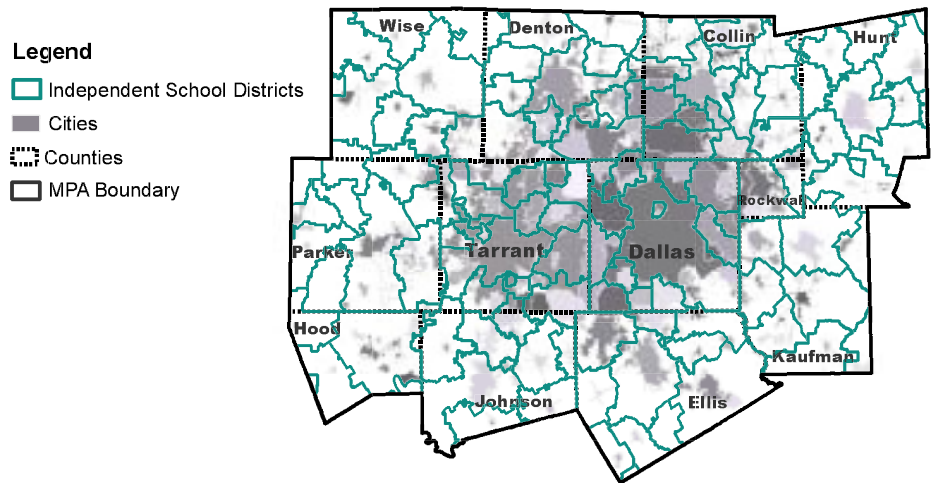 Legend
Independent School Districts
Cities
Counties
MPA Boundary
Wise
Denton
Collin
Hunt
Rockwal
Parker
Tarrant
Dallas
Hood
Kaufman
Johnson
Ellis